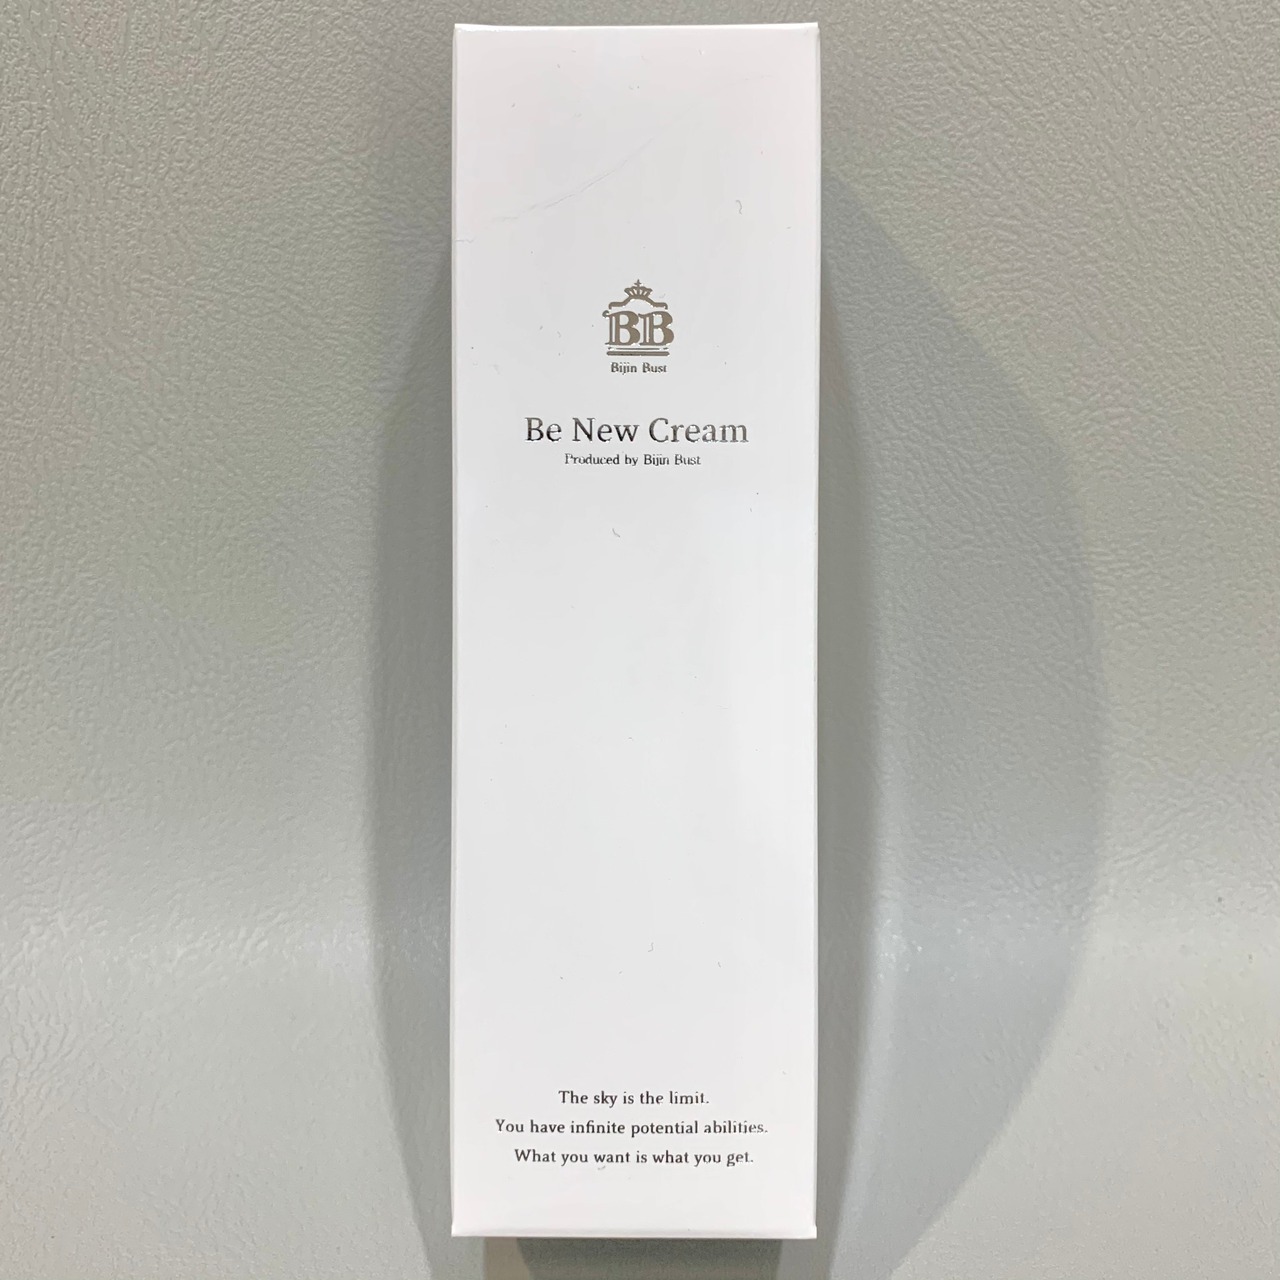 BB
Bijin Bust
Be New Cream
Produced by Bijin Bust
The sky is the limit.
You have infinite potential abilities.
What you want is what you get.